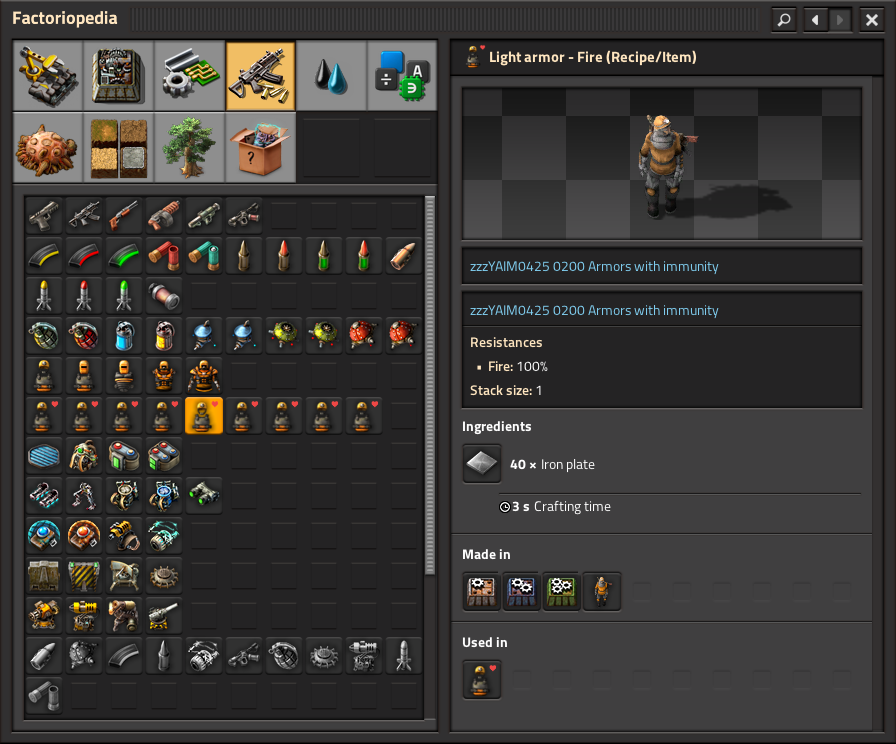 Factoriopedia
Light armor - Fire (Recipe/Item)
zzzYAIM0425 0200 Armors with immunity
zzzYAIM0425 0200 Armors with immunity
Resistances
• Fire: 100%
Stack size: 1
Ingredients
40 × Iron plate
3 s Crafting time
Made in
Used in